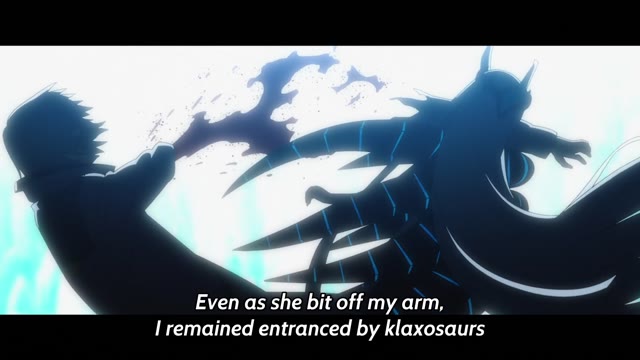 Even as she bit off my arm,
I remained entranced by klaxosaurs